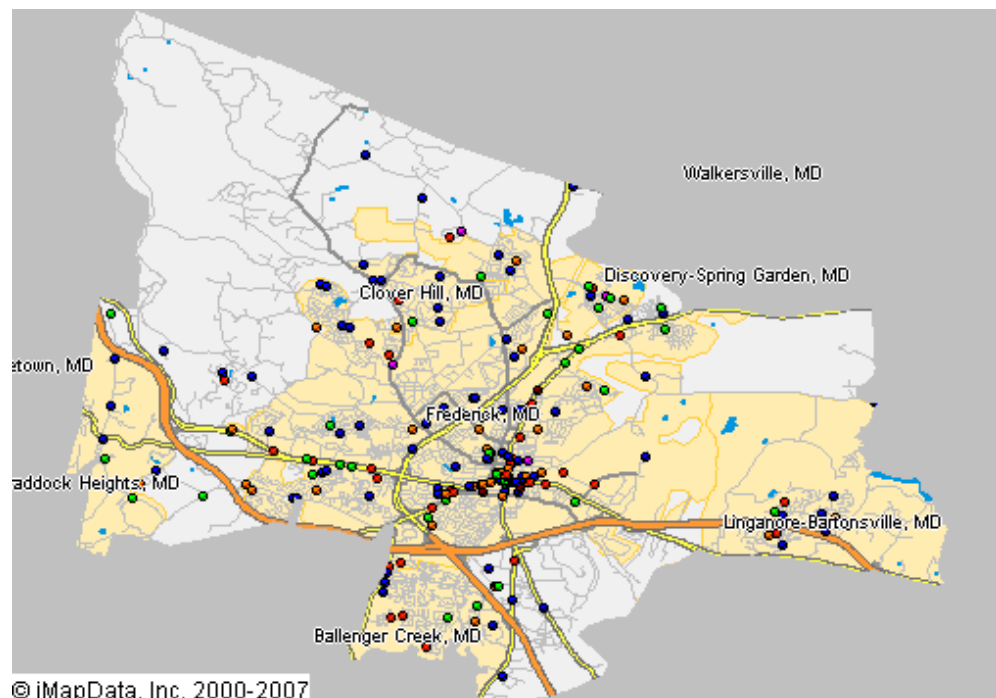 Walkersville, MD
Discovery-Spring Garden, MD
Clover Hill, MD
etown, MD
Frederick, MD
addock Heights, MD
Linganore-Bartonsville, MD
Ballenger Creek, MD
© iMapData, Inc. 2000-2007